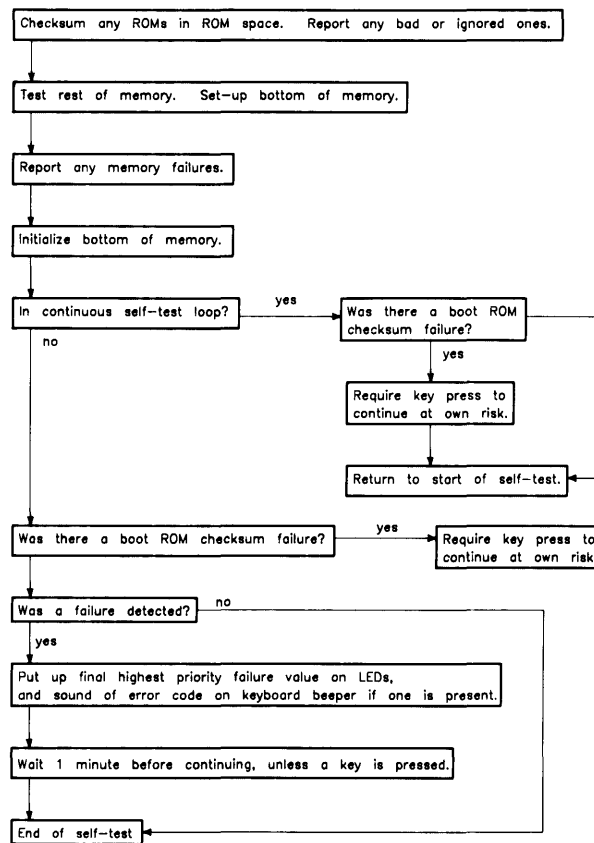 Checksum any ROMs in ROM space. Report any bad or ignored ones.
Test rest of memory. Set-up bottom of memory.
Report any memory failures.
Initialize bottom of memory.
In continuous self-test loop?
yes
Was there a boot ROM
checksum failure?
no
yes
Require key press to
continue at own risk.
Return to start of self-test.
Was there a boot ROM checksum failure?
yes
Require key press to
continue at own risk
Was a failure detected?
no
yes
Put up final highest priority failure value on LEDs,
and sound of error code on keyboard beeper if one is present.
Wait 1 minute before continuing, unless a key is pressed.
End of self-test